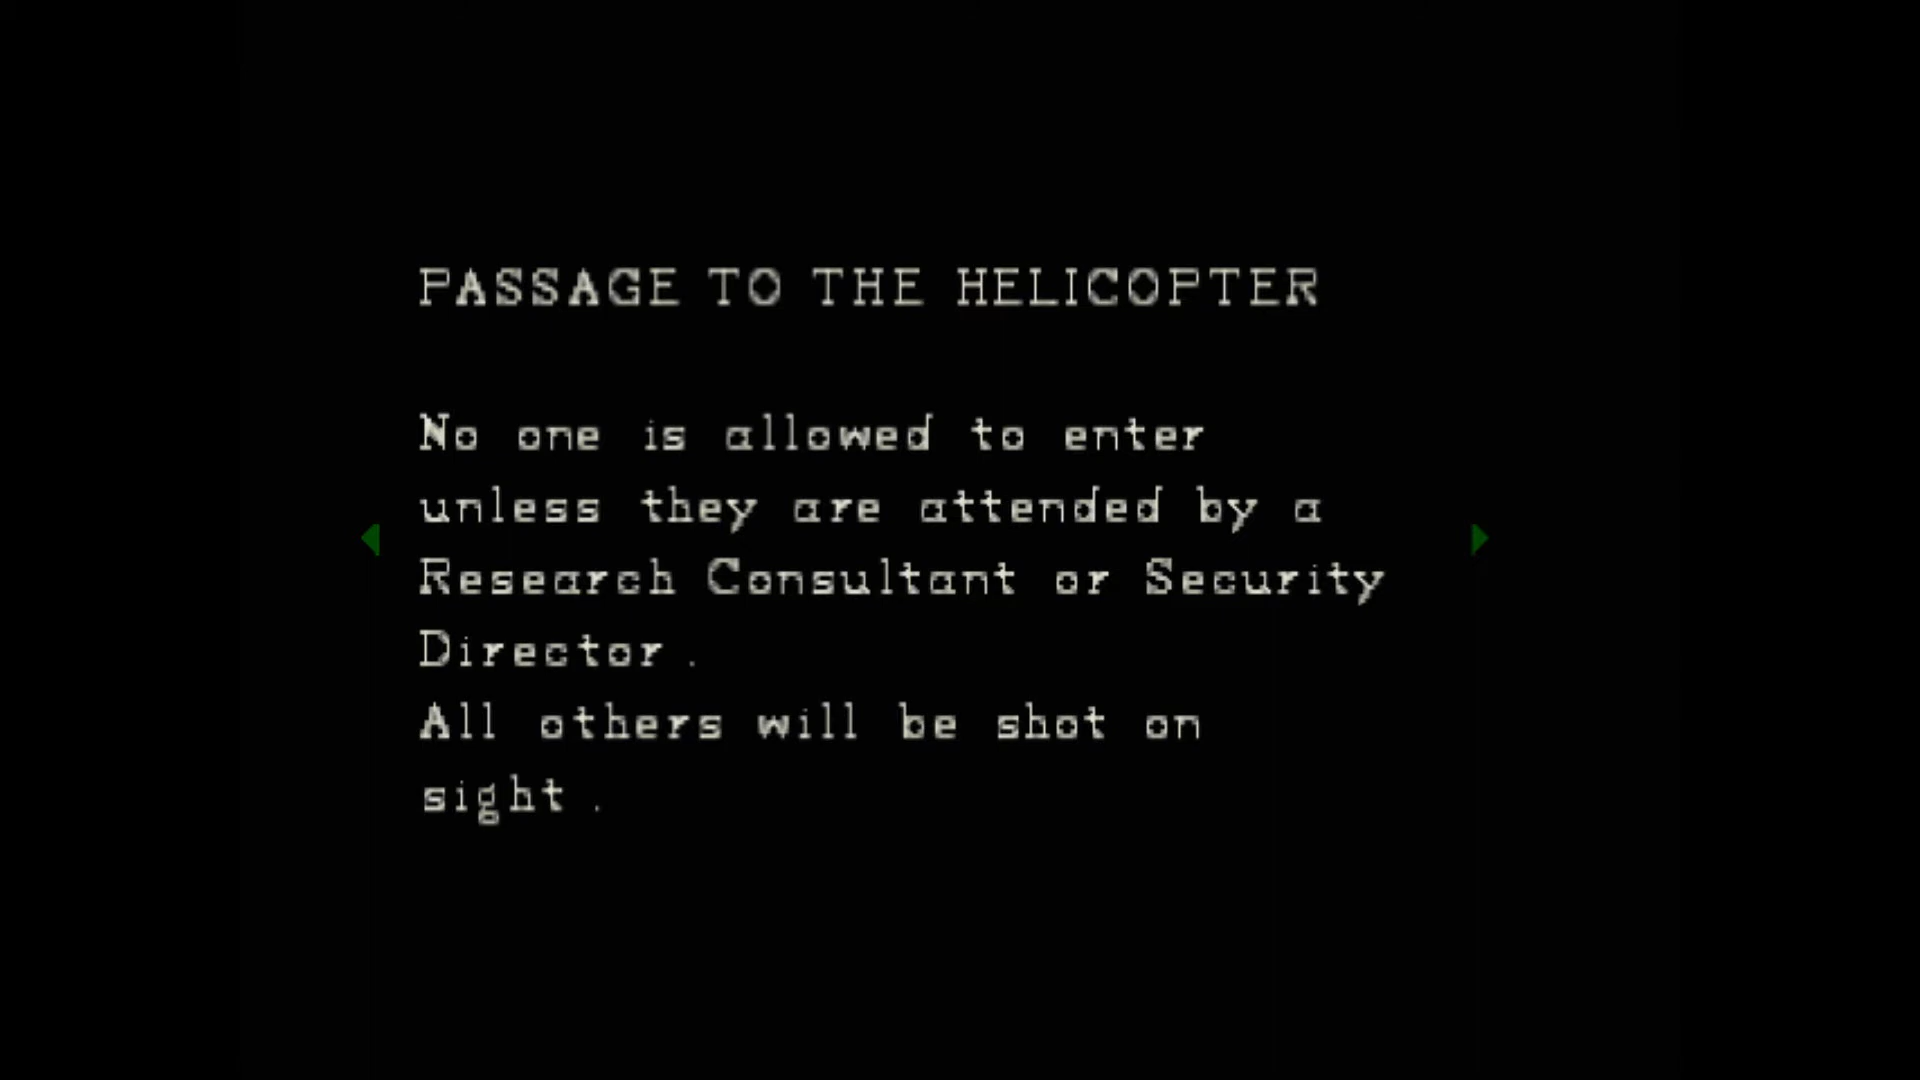 PASSAGE TO THE HELICOPTER
No one is allowed to enter
unless they are attended by a
Research Consultant or Security
Director.
All others will be shot on
sight.